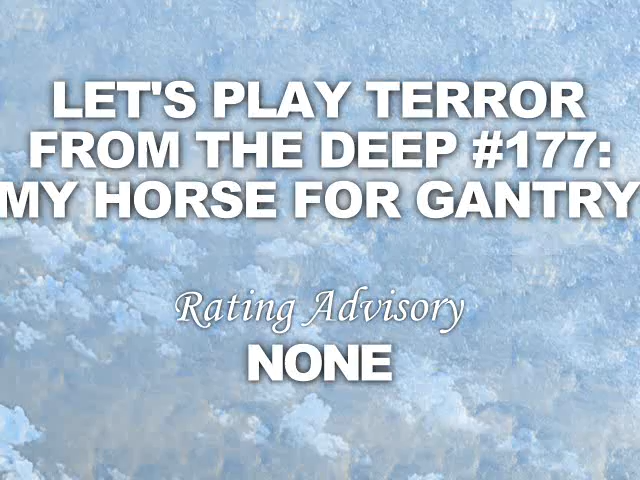 LET'S PLAY TERROR
FROM THE DEEP #177:
MY HORSE FOR GANTRY
Rating Advisory
NONE